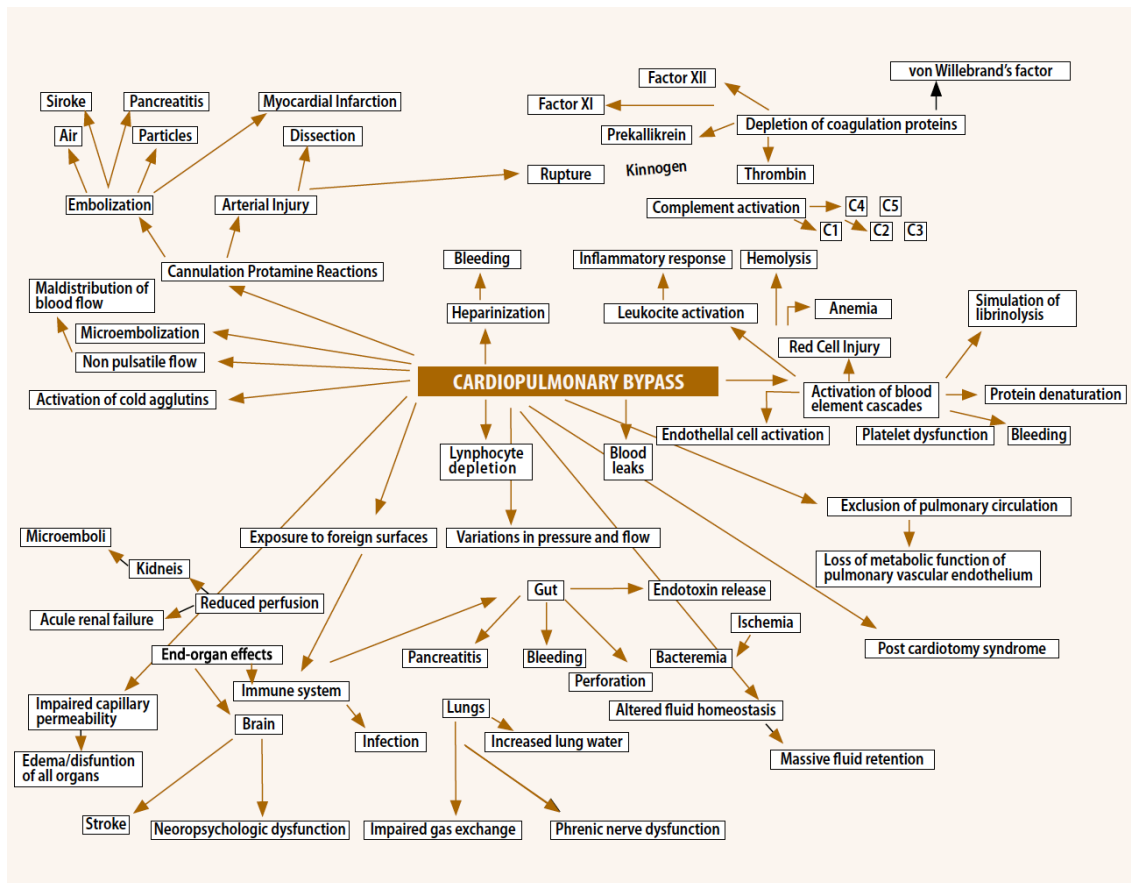 von Willebrand's factor
Factor XII
Siroke
Pancreatitis
Myocardial Infarction
Factor XI
Air
Particles
Dissection
Prekallikrein
Depletion of coagulation proteins
Rupture
Kinnogen
Thrombin
Embolization
Arterial Injury
Complement activation
C4
C5
C1
C2
C3
Cannulation Protamine Reactions
Bleeding
Inflammatory response
Hemolysis
Maldistribution of
blood flow
Heparinization
Leukocite activation
Anemia
Simulation of
librinolysis
Microembolization
Non pulsatile flow
Red Cell Injury
CARDIOPULMONARY BYPASS
Activation of cold agglutins
Activation of blood
element cascades
Protein denaturation
Endothellal cell activation
Platelet dysfunction
Bleeding
Lynphocyte
depletion
Blood
leaks
Exclusion of pulmonary circulation
Microemboli
Exposure to foreign surfaces
Variations in pressure and flow
Loss of metabolic function of
pulmonary vascular endothelium
Kidneis
Reduced perfusion
Gut
Endotoxin release
Acule renal failure
Ischemia
End-organ effects
Pancreatitis
Bleeding
Bacteremia
Post cardiotomy syndrome
Perforation
Immune system
Impaired capillary
permeability
Lungs
Altered fluid homeostasis
Brain
Infection
Increased lung water
Massive fluid retention
Edema/disfuntion
of all organs
Stroke
Neoropsychologic dysfunction
Impaired gas exchange
Phrenic nerve dysfunction